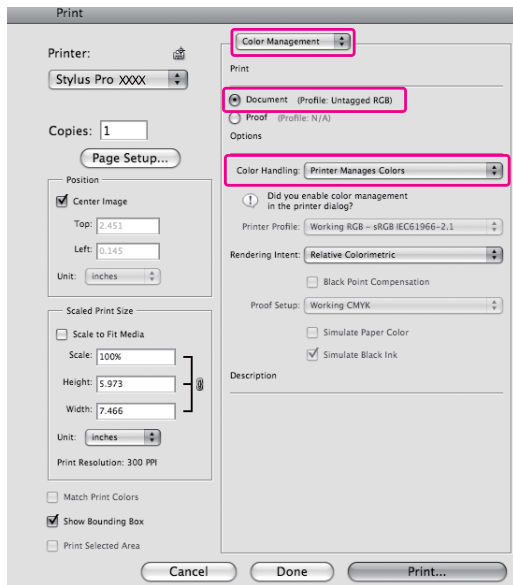 Print
Printer:
Stylus Pro XXXX
Copies: 1
Page Setup...
Position
Center Image
Top: 2.451
Left: 0.145
Unit: inches
Scaled Print Size
Scale to Fit Media
Scale: 100%
Height: 5.973
Width: 7.466
Unit: inches
Print Resolution: 300 PPI
Match Print Colors
Show Bounding Box
Print Selected Area
Color Management
Print
Document (Profile: Untagged RGB)
Proof (Profile: N/A)
Options
Color Handling: Printer Manages Colors
Did you enable color management
in the printer dialog?
Printer Profile: Working RGB - sRGB IEC61966-2.1
Rendering Intent: Relative Colorimetric
Black Point Compensation
Proof Setup: Working CMYK
Simulate Paper Color
Simulate Black Ink
Description
Cancel
Done
Print...